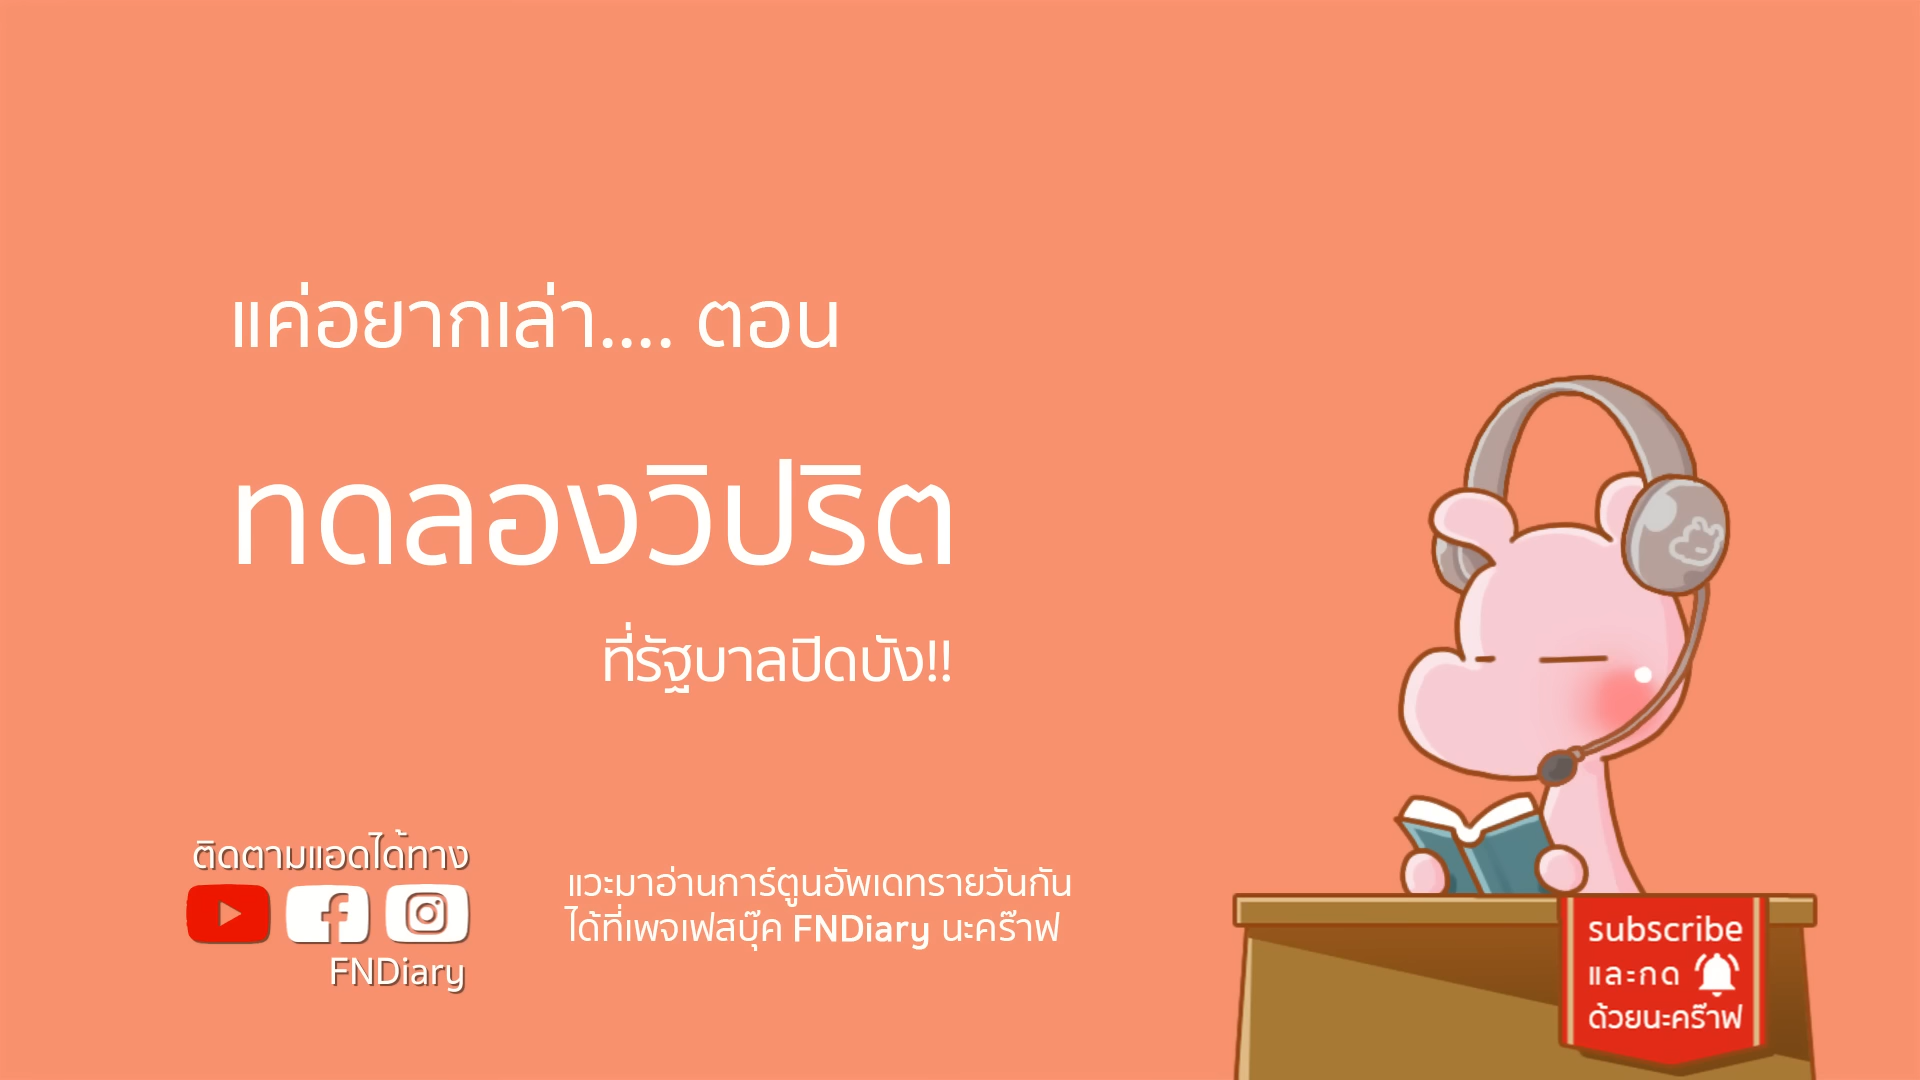 แค่อยากเล่า.... ตอน
ทดลองวิปริต
ที่รัฐบาลปิดบัง!!
ติดตามแอดได้ทาง
FNDiary
แวะมาอ่านการ์ตูนอัพเดทรายวันกัน
ได้ที่เพจเฟสบุ๊ค FNDiary นะคร๊าฟ
subscribe
และกด
ด้วยนะคร๊าฟ